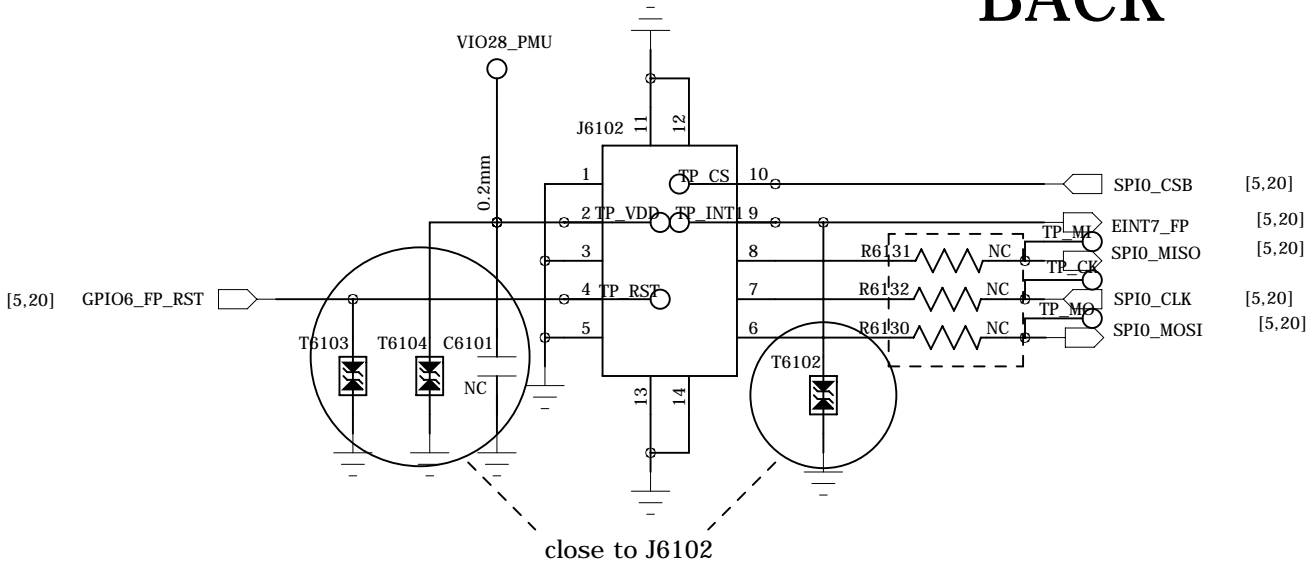 BACK
VIO28_PMU
0.2mm
J6102
11
12
1
TP_CS
10
SPI0_CSB
[5,20]
2
TP_VDD
TP_INT1
9
EINT7_FP
[5,20]
TP_MI
3
8
R6131
NC
SPI0_MISO
[5,20]
TP_CK
[5,20]
GPIO6_FP_RST
4
TP_RST
7
R6132
NC
SPI0_CLK
[5,20]
TP_MO
5
6
R6130
NC
SPI0_MOSI
[5,20]
T6103
T6104
C6101
NC
13
14
T6102
close to J6102